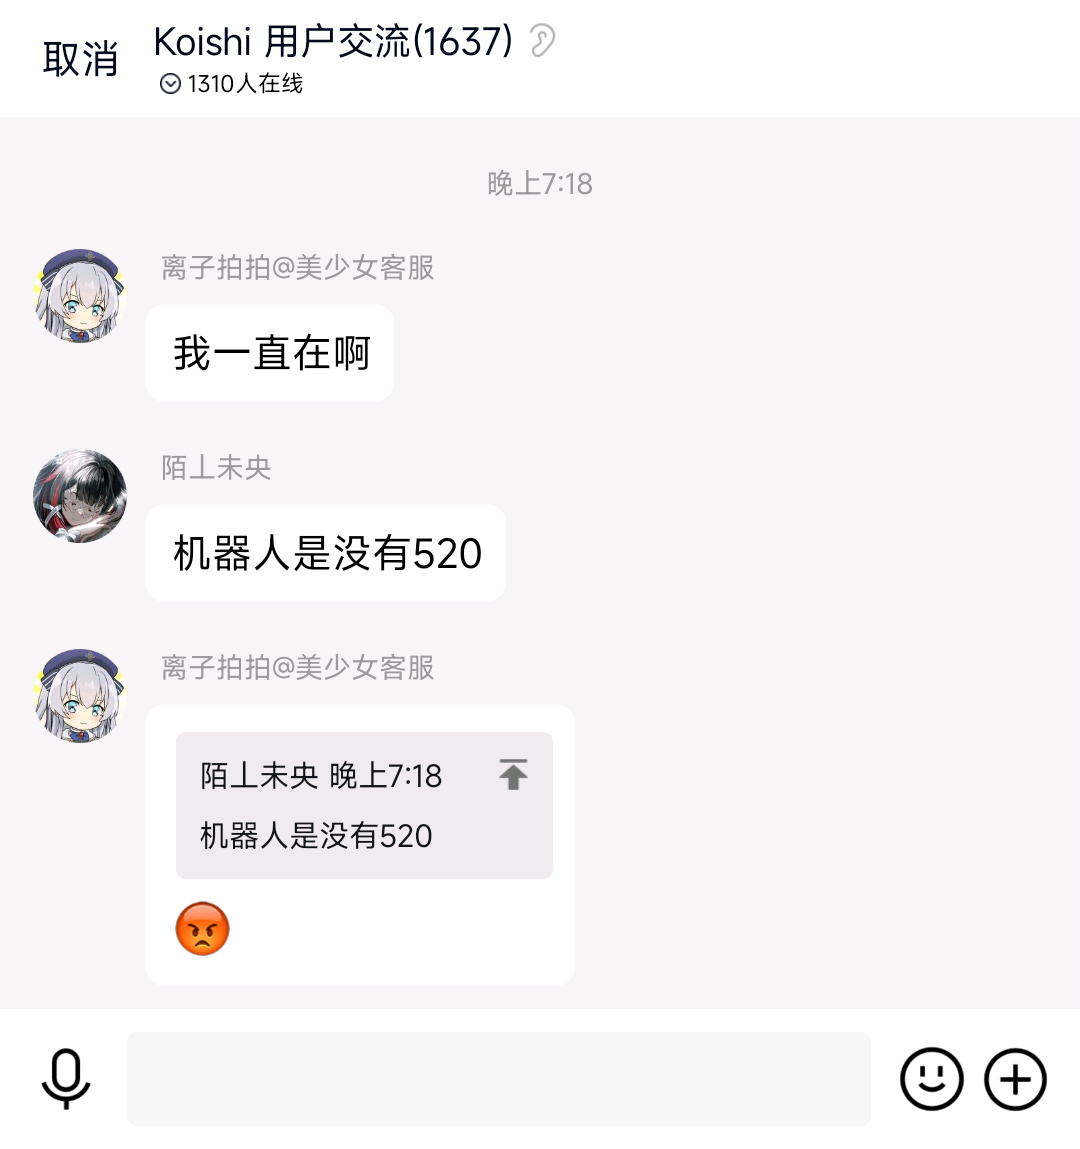 取消
Koishi 用户交流(1637)
1310人在线
晚上7:18
离子拍拍@美少女客服
我一直在啊
陌丄未央
机器人是没有520
离子拍拍@美少女客服
陌丄未央 晚上7:18
机器人是没有520
😡